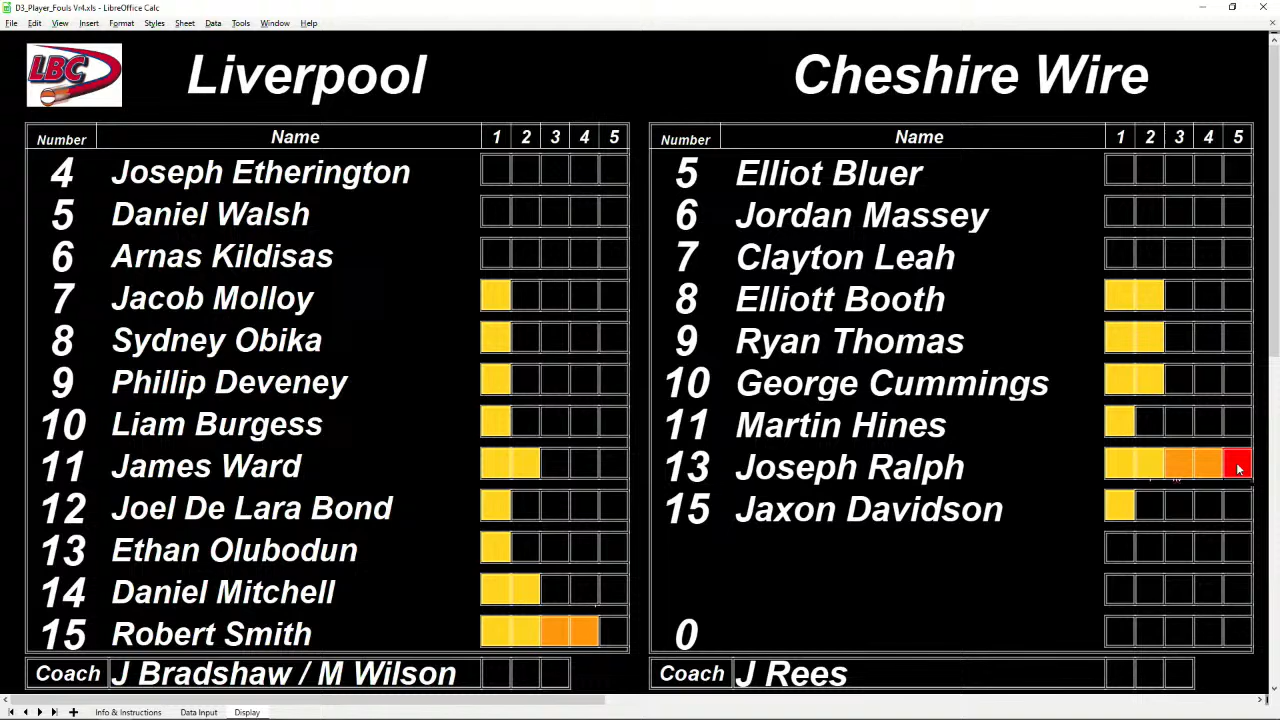 D3_Player_Fouls Vr4.xls - LibreOffice Calc
File Edit View Insert Format Styles Sheet Data Tools Window Help
LBC Liverpool
Number Name 1 2 3 4 5
4 Joseph Etherington
5 Daniel Walsh
6 Arnas Kildisas
7 Jacob Molloy
8 Sydney Obika
9 Phillip Deveney
10 Liam Burgess
11 James Ward
12 Joel De Lara Bond
13 Ethan Olubodun
14 Daniel Mitchell
15 Robert Smith
Coach J Bradshaw / M Wilson
Cheshire Wire
Number Name 1 2 3 4 5
5 Elliot Bluer
6 Jordan Massey
7 Clayton Leah
8 Elliott Booth
9 Ryan Thomas
10 George Cummings
11 Martin Hines
13 Joseph Ralph
15 Jaxon Davidson
0
Coach J Rees
Info & Instructions Data Input Display